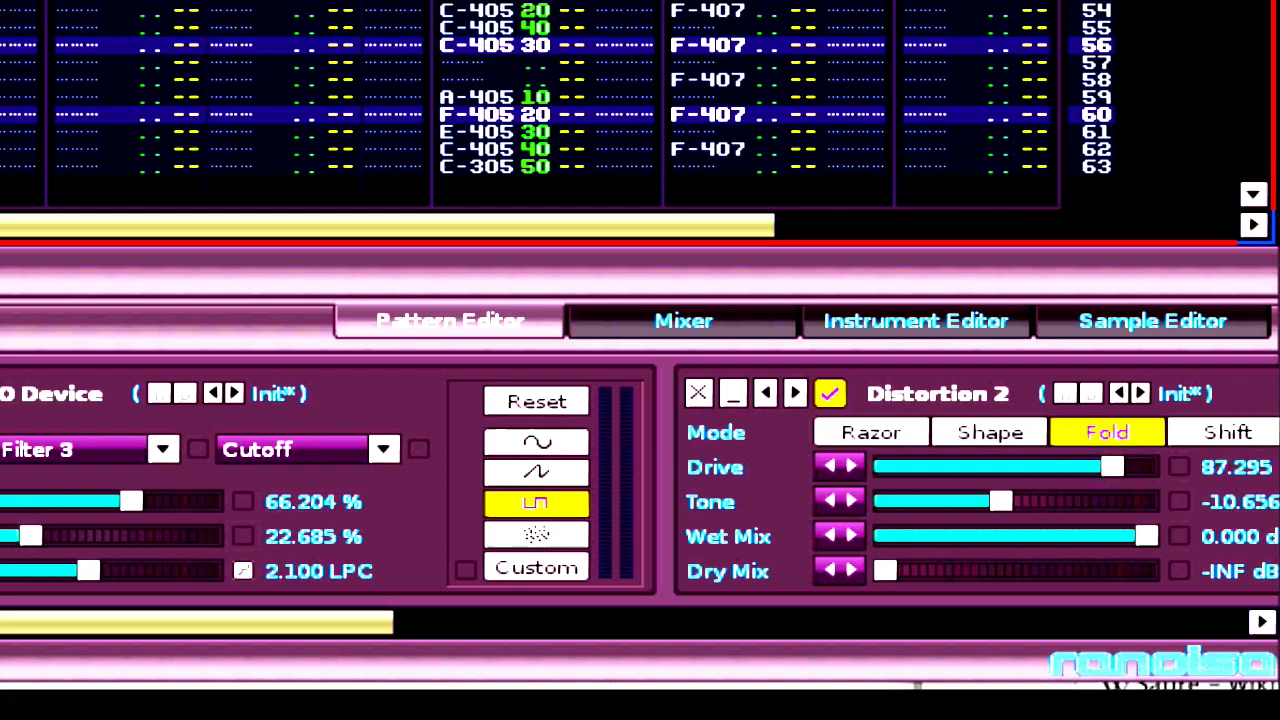 C-405 20 -- F-407 .. -- 54
C-405 40 -- F-407 .. -- 55
C-405 30 -- F-407 .. -- 56
57
F-407 58
A-405 10 -- 59
F-405 20 -- F-407 .. -- 60
E-405 30 -- 61
C-405 40 -- F-407 .. -- 62
C-305 50 -- 63
Pattern Editor Mixer Instrument Editor Sample Editor
O Device ( Init* ) Reset Distortion 2 ( Init* )
Mode Razor Shape Fold Shift
Filter 3 Cutoff
Drive 87.295
66.204 % Tone -10.656
22.685 % Wet Mix 0.000 d
2.100 LPC Custom Dry Mix -INF dB
renoise